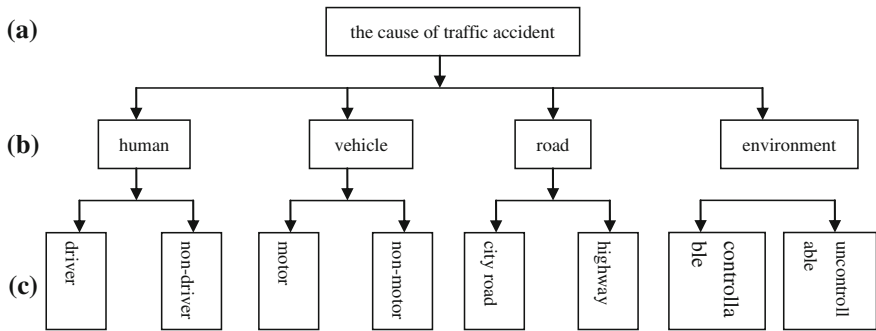 (a)
the cause of traffic accident
(b)
human
vehicle
road
environment
(c)
driver
non-driver
motor
non-motor
city road
highway
controlla
ble
uncontroll
able